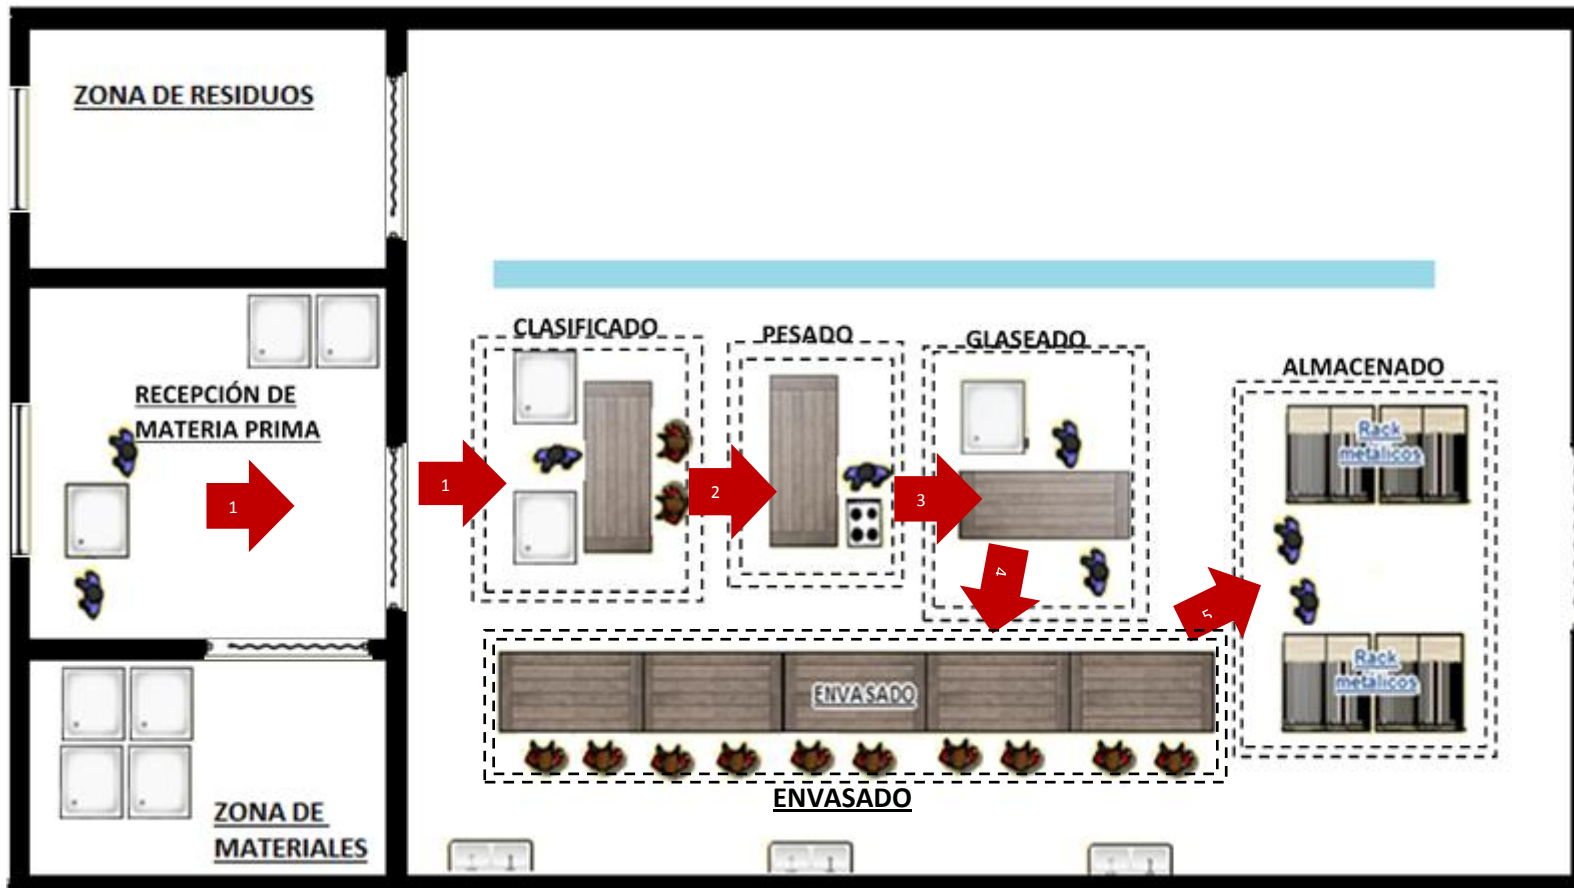 ZONA DE RESIDUOS
RECEPCIÓN DE
MATERIA PRIMA
1
ZONA DE
MATERIALES
1
CLASIFICADO
2
PESADO
3
GLASEADO
4
ENVASADO
ENVASADO
5
ALMACENADO
Rack
metálicos
Rack
metálicos